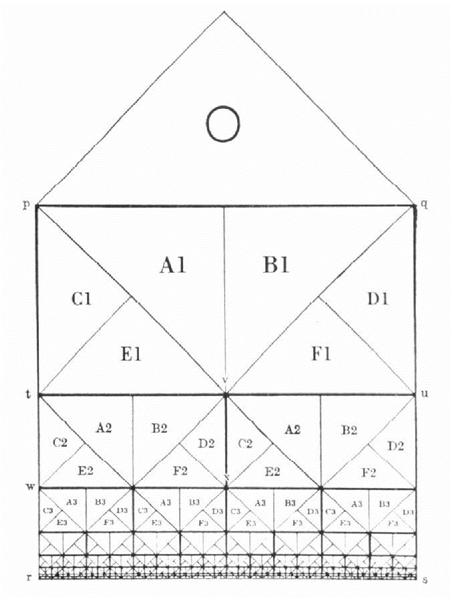 p q
A1 B1
C1 D1
E1 F1
t v u
A2 B2 A2 B2
C2 D2 C2 D2
E2 F2 E2 F2
w
A3 B3 A3 B3 A3 B3 A3 B3
C3 D3 C3 D3 C3 D3 C3 D3
E3 F3 E3 F3 E3 F3 E3 F3
r s